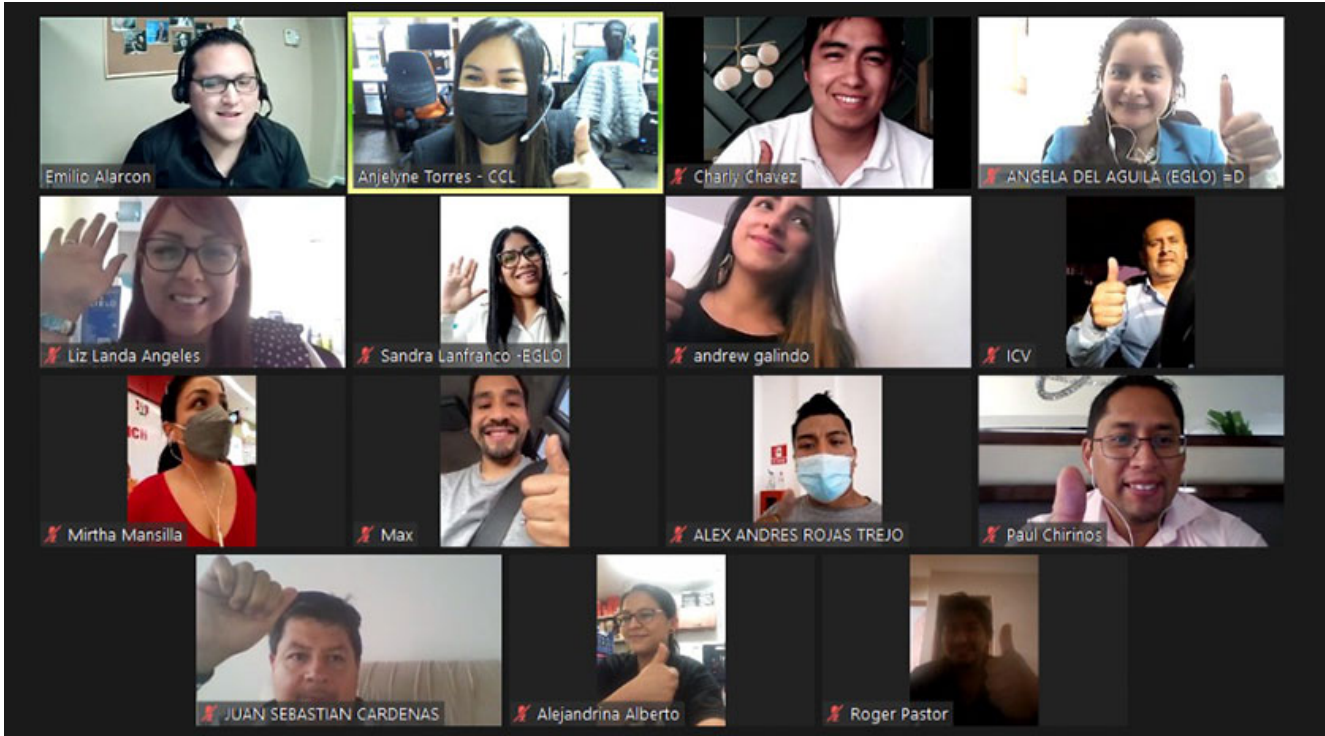 Emilio Alarcon
Anjelyne Torres - CCL
Charly Chavez
ANGELA DEL AGUILA (EGLO) =D
Liz Landa Angeles
Sandra Lanfranco -EGLO
andrew galindo
ICV
Mirtha Mansilla
Max
ALEX ANDRES ROJAS TREJO
Paul Chirinos
JUAN SEBASTIAN CARDENAS
Alejandrina Alberto
Roger Pastor